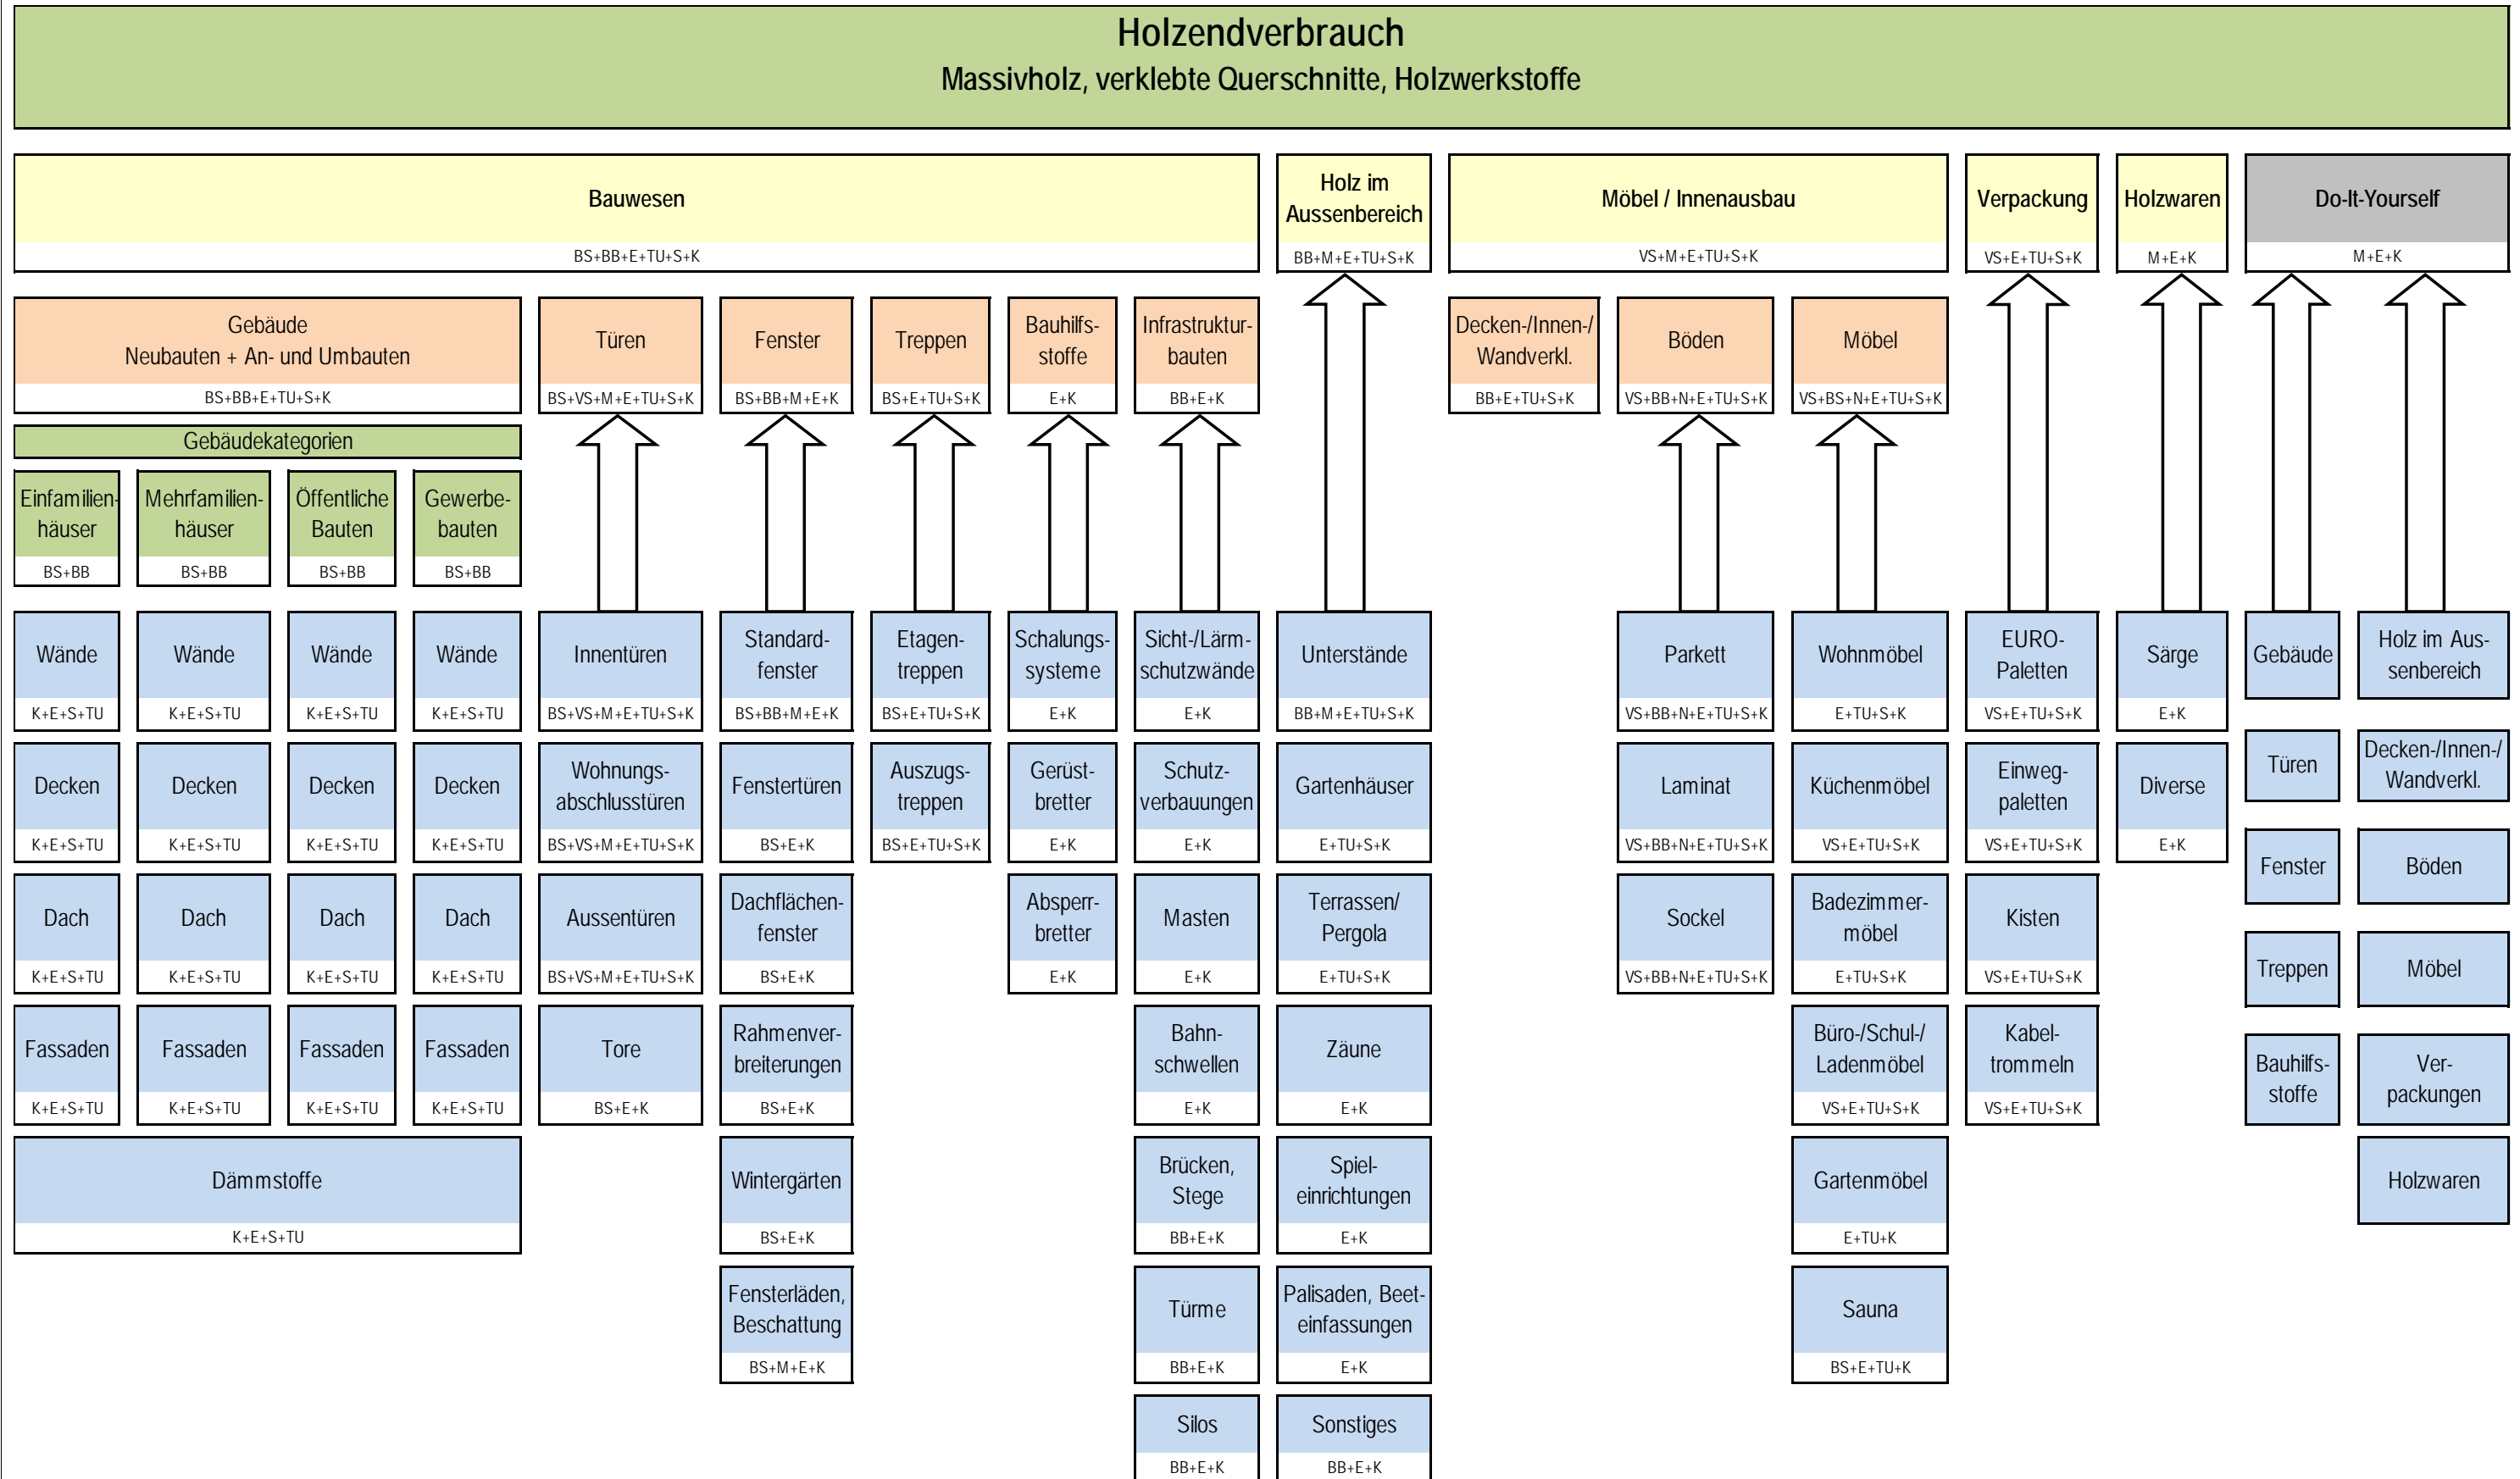 Holzendverbrauch
Massivholz, verklebte Querschnitte, Holzwerkstoffe
Bauwesen
BS+BB+E+TU+S+K
Holz im
Aussenbereich
BB+M+E+TU+S+K
Möbel / Innenausbau
VS+M+E+TU+S+K
Verpackung
VS+E+TU+S+K
Holzwaren
M+E+K
Do-It-Yourself
M+E+K
Gebäude
Neubauten + An- und Umbauten
BS+BB+E+TU+S+K
Türen
BS+VS+M+E+TU+S+K
Fenster
BS+BB+M+E+K
Treppen
BS+E+TU+S+K
Bauhilfs-
stoffe
E+K
Infrastruktur-
bauten
BB+E+K
Decken-/Innen-/
Wandverkl.
BB+E+TU+S+K
Böden
VS+BB+N+E+TU+S+K
Möbel
VS+BS+N+E+TU+S+K
Gebäudekategorien
Einfamilien-
häuser
BS+BB
Mehrfamilien-
häuser
BS+BB
Öffentliche
Bauten
BS+BB
Gewerbe-
bauten
BS+BB
Wände
K+E+S+TU
Wände
K+E+S+TU
Wände
K+E+S+TU
Wände
K+E+S+TU
Innentüren
BS+VS+M+E+TU+S+K
Standard-
fenster
BS+BB+M+E+K
Etagen-
treppen
BS+E+TU+S+K
Schalungs-
systeme
E+K
Sicht-/Lärm-
schutzwände
E+K
Unterstände
BB+M+E+TU+S+K
Parkett
VS+BB+N+E+TU+S+K
Wohnmöbel
E+TU+S+K
EURO-
Paletten
VS+E+TU+S+K
Särge
E+K
Gebäude
Holz im Aus-
senbereich
Decken
K+E+S+TU
Decken
K+E+S+TU
Decken
K+E+S+TU
Decken
K+E+S+TU
Wohnungs-
abschlusstüren
BS+VS+M+E+TU+S+K
Fenstertüren
BS+E+K
Auszugs-
treppen
BS+E+TU+S+K
Gerüst-
bretter
E+K
Schutz-
verbauungen
E+K
Gartenhäuser
E+TU+S+K
Laminat
VS+BB+N+E+TU+S+K
Küchenmöbel
VS+E+TU+S+K
Einweg-
paletten
VS+E+TU+S+K
Diverse
E+K
Türen
Decken-/Innen-/
Wandverkl.
Dach
K+E+S+TU
Dach
K+E+S+TU
Dach
K+E+S+TU
Dach
K+E+S+TU
Aussentüren
BS+VS+M+E+TU+S+K
Dachflächen-
fenster
BS+E+K
Absperr-
bretter
E+K
Masten
E+K
Terrassen/
Pergola
E+TU+S+K
Sockel
VS+BB+N+E+TU+S+K
Badezimmer-
möbel
E+TU+S+K
Kisten
VS+E+TU+S+K
Fenster
Böden
Treppen
Möbel
Fassaden
K+E+S+TU
Fassaden
K+E+S+TU
Fassaden
K+E+S+TU
Fassaden
K+E+S+TU
Tore
BS+E+K
Rahmenver-
breiterungen
BS+E+K
Bahn-
schwellen
E+K
Zäune
E+K
Büro-/Schul-/
Ladenmöbel
VS+E+TU+S+K
Kabel-
trommeln
VS+E+TU+S+K
Bauhilfs-
stoffe
Ver-
packungen
Dämmstoffe
K+E+S+TU
Wintergärten
BS+E+K
Brücken,
Stege
BB+E+K
Spiel-
einrichtungen
E+K
Gartenmöbel
E+TU+K
Holzwaren
Fensterläden,
Beschattung
BS+M+E+K
Türme
BB+E+K
Palisaden, Beet-
einfassungen
E+K
Sauna
BS+E+TU+K
Silos
BB+E+K
Sonstiges
BB+E+K